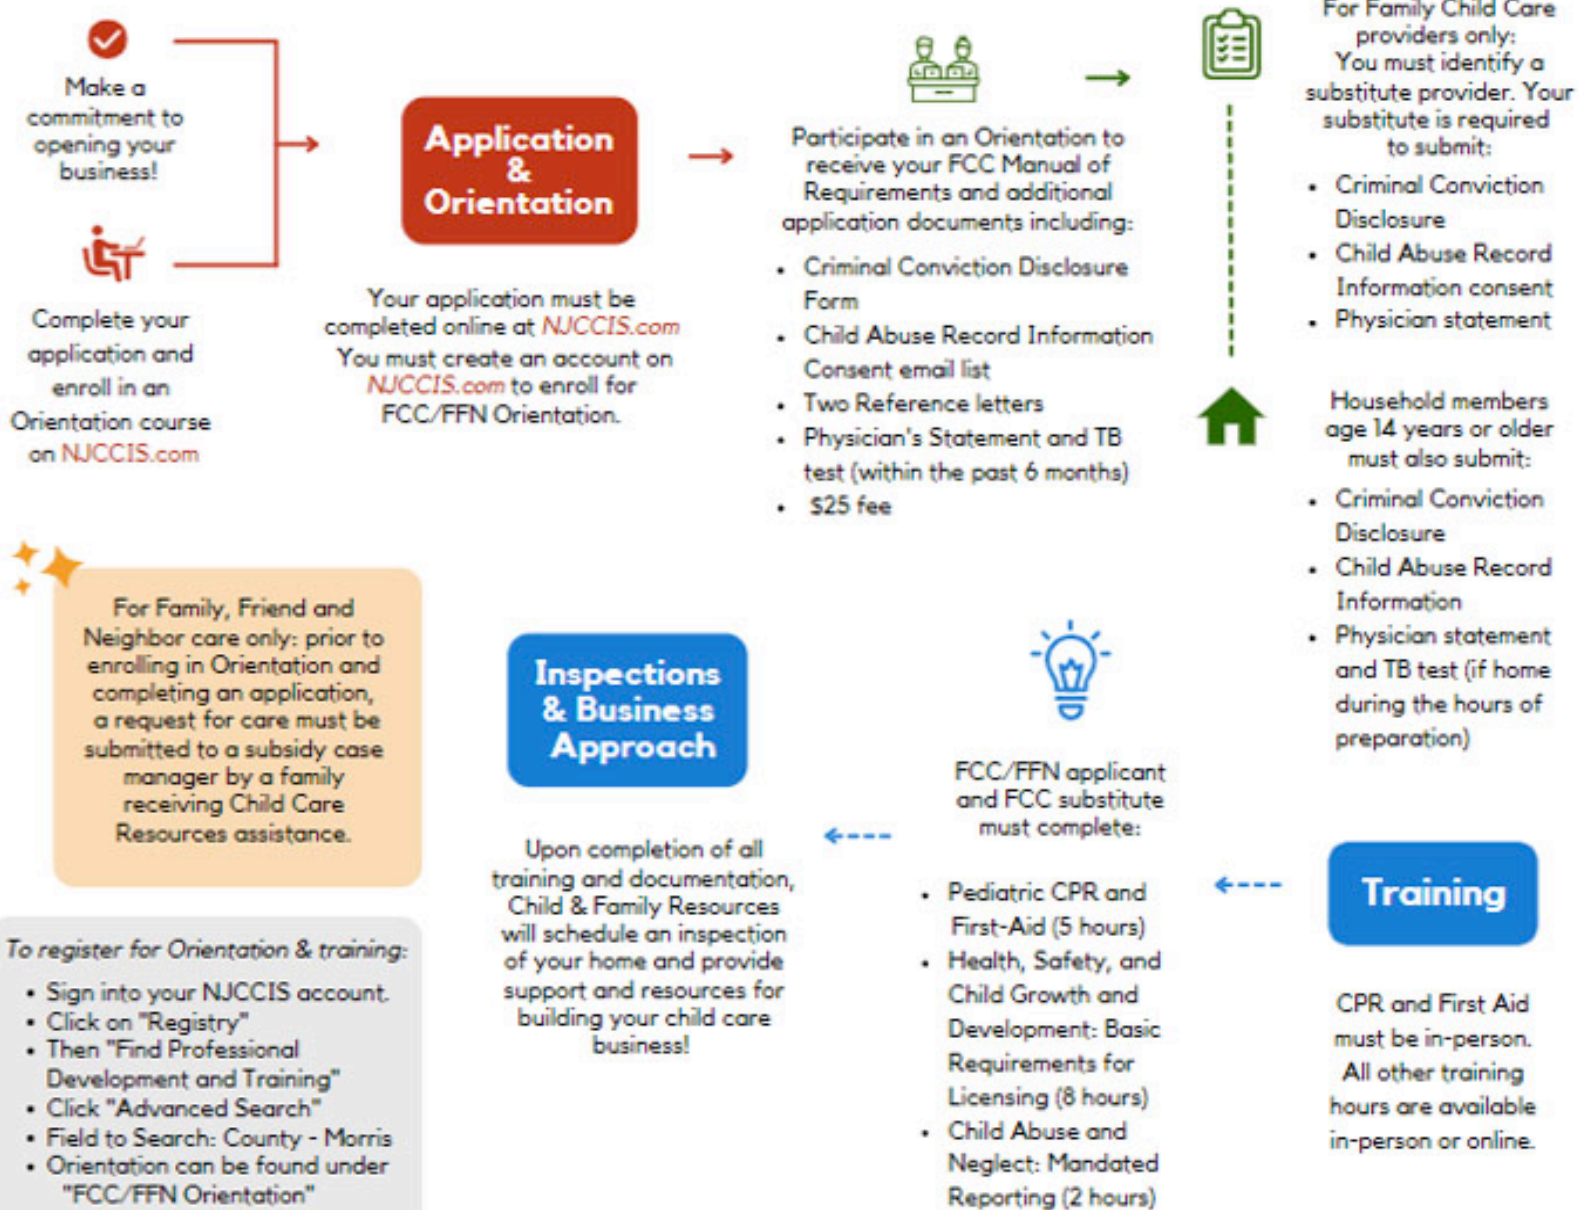 Make a
commitment to
opening your
business!
Complete your
application and
enroll in an
Orientation course
on NJCCIS.com
Application
&
Orientation
Your application must be
completed online at NJCCIS.com
You must create an account on
NJCCIS.com to enroll for
FCC/FFN Orientation.
Participate in an Orientation to
receive your FCC Manual of
Requirements and additional
application documents including:
• Criminal Conviction Disclosure
Form
• Child Abuse Record Information
Consent email list
• Two Reference letters
• Physician's Statement and TB
test (within the past 6 months)
• $25 fee
For Family Child Care
providers only:
You must identify a
substitute provider. Your
substitute is required
to submit:
• Criminal Conviction
Disclosure
• Child Abuse Record
Information consent
• Physician statement
Household members
age 14 years or older
must also submit:
• Criminal Conviction
Disclosure
• Child Abuse Record
Information
• Physician statement
and TB test (if home
during the hours of
preparation)
Training
CPR and First Aid
must be in-person.
All other training
hours are available
in-person or online.
FCC/FFN applicant
and FCC substitute
must complete:
• Pediatric CPR and
First-Aid (5 hours)
• Health, Safety, and
Child Growth and
Development: Basic
Requirements for
Licensing (8 hours)
• Child Abuse and
Neglect: Mandated
Reporting (2 hours)
Inspections
& Business
Approach
Upon completion of all
training and documentation,
Child & Family Resources
will schedule an inspection
of your home and provide
support and resources for
building your child care
business!
For Family, Friend and
Neighbor care only: prior to
enrolling in Orientation and
completing an application,
a request for care must be
submitted to a subsidy case
manager by a family
receiving Child Care
Resources assistance.
To register for Orientation & training:
• Sign into your NJCCIS account.
• Click on "Registry"
• Then "Find Professional
Development and Training"
• Click "Advanced Search"
• Field to Search: County - Morris
• Orientation can be found under
"FCC/FFN Orientation"